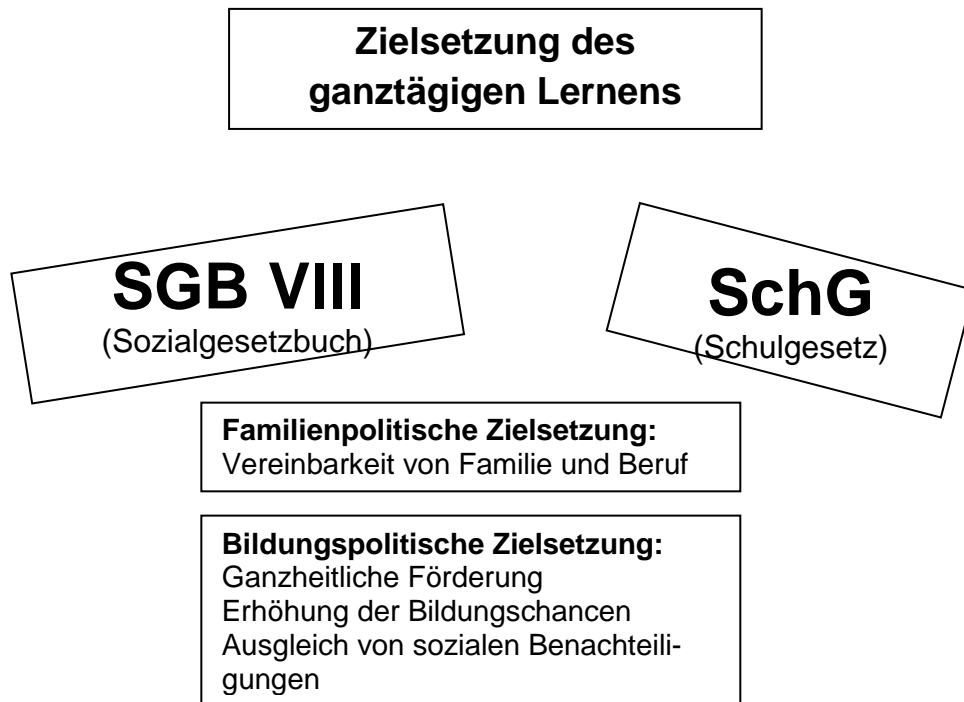 Zielsetzung des
ganztägigen Lernens
SGB VIII
(Sozialgesetzbuch)
SchG
(Schulgesetz)
Familienpolitische Zielsetzung:
Vereinbarkeit von Familie und Beruf
Bildungspolitische Zielsetzung:
Ganzheitliche Förderung
Erhöhung der Bildungschancen
Ausgleich von sozialen Benachteili-
gungen